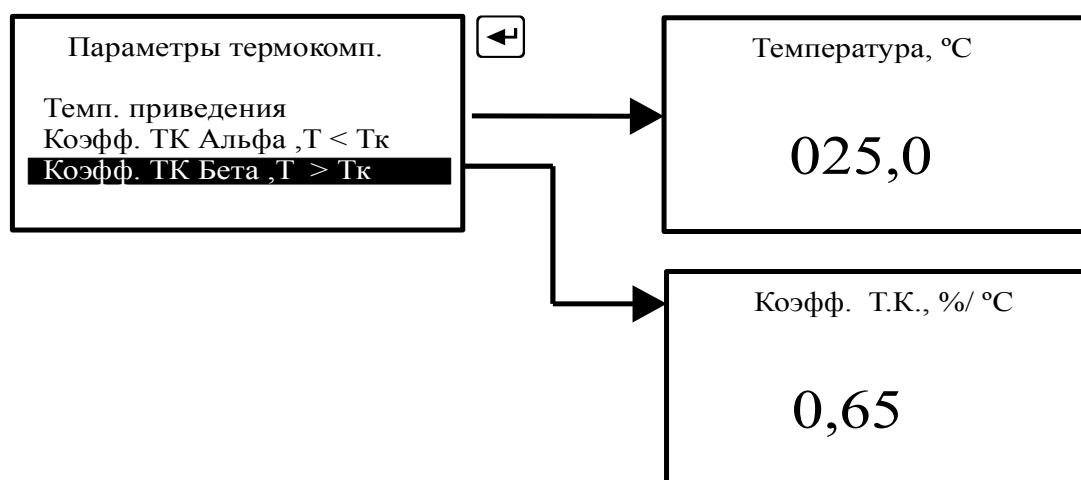 Параметры термокомп.
Темп. приведения
Коэфф. ТК Альфа ,Т < Тк
Коэфф. ТК Бета ,Т > Тк
Температура, ºС
025,0
Коэфф. Т.К., %/ ºС
0,65